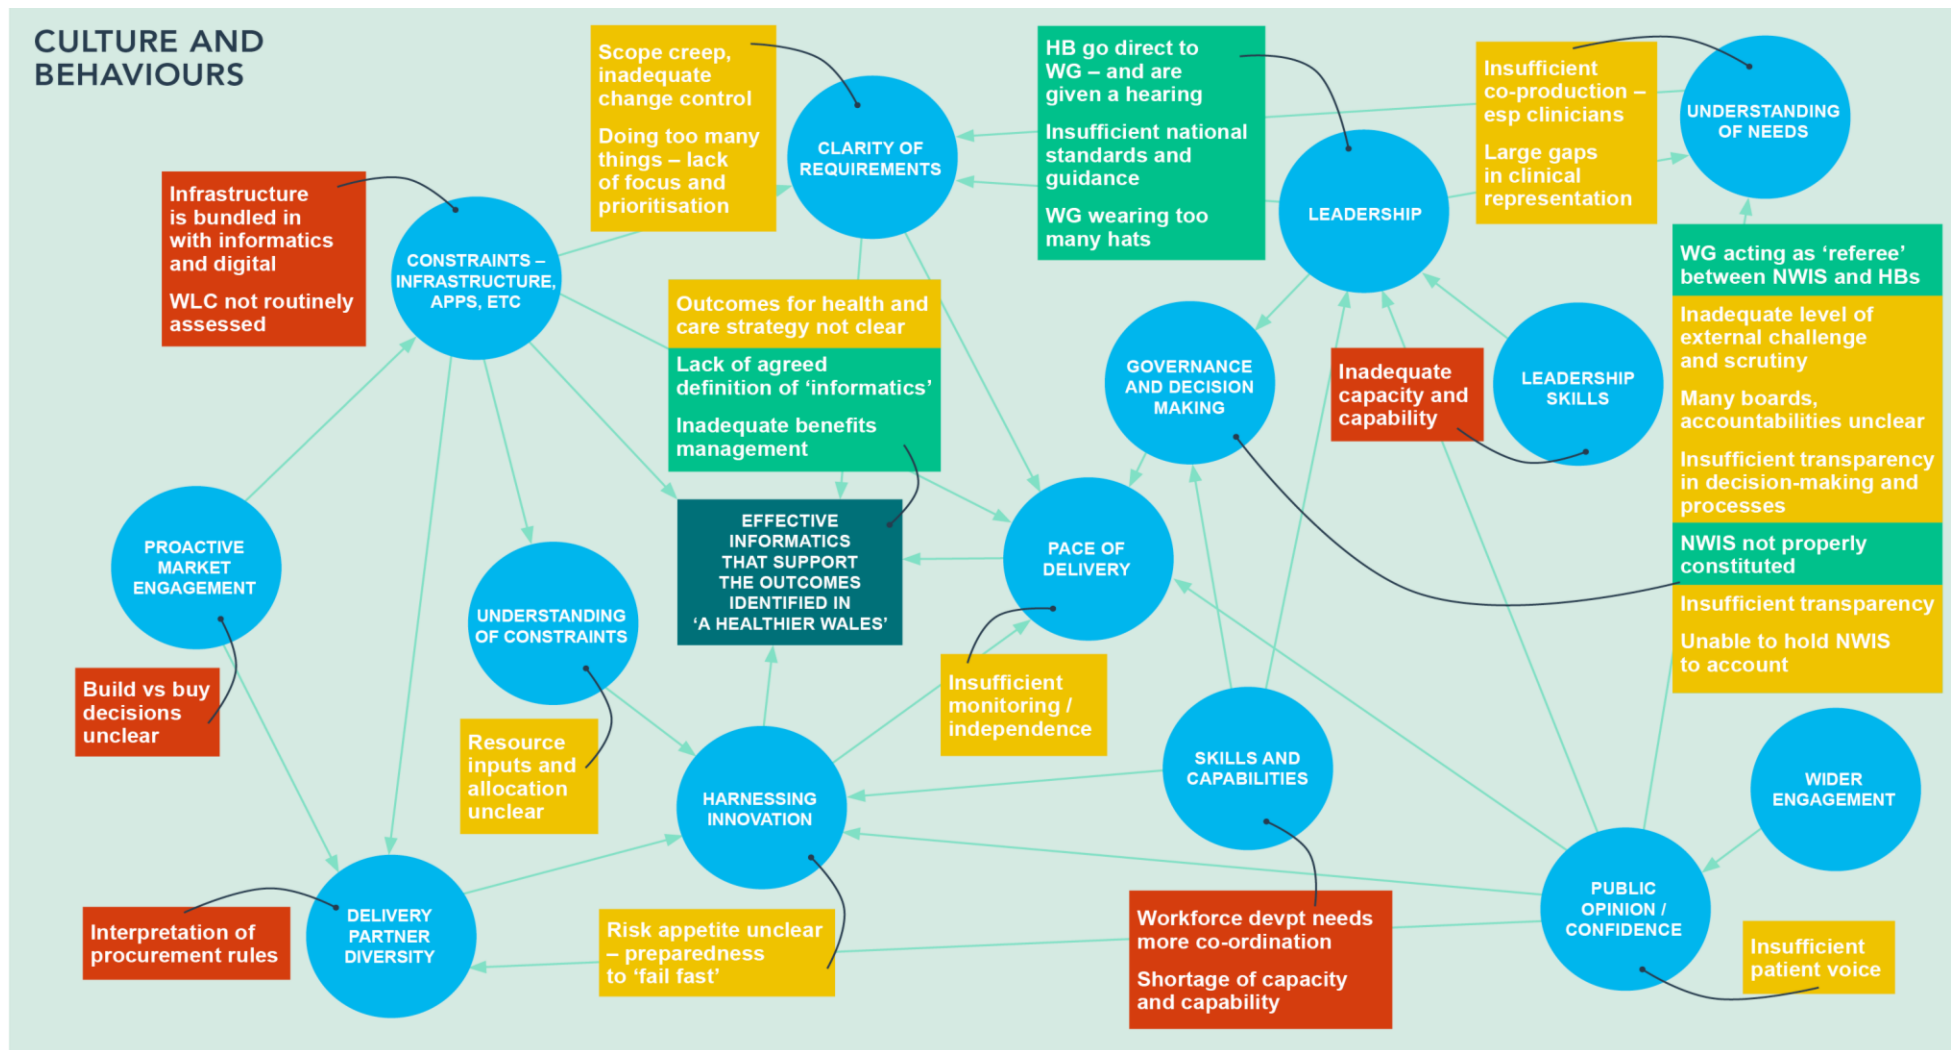 CULTURE AND
BEHAVIOURS
Scope creep,
inadequate
change control
Doing too many
things – lack
of focus and
prioritisation
CLARITY OF
REQUIREMENTS
HB go direct to
WG – and are
given a hearing
Insufficient national
standards and
guidance
WG wearing too
many hats
LEADERSHIP
Insufficient
co-production –
esp clinicians
Large gaps
in clinical
representation
UNDERSTANDING
OF NEEDS
Infrastructure
is bundled in
with informatics
and digital
WLC not routinely
assessed
CONSTRAINTS –
INFRASTRUCTURE,
APPS, ETC
Outcomes for health and
care strategy not clear
Lack of agreed
definition of ‘informatics’
Inadequate benefits
management
GOVERNANCE
AND DECISION
MAKING
Inadequate
capacity and
capability
LEADERSHIP
SKILLS
WG acting as ‘referee’
between NWIS and HBs
Inadequate level of
external challenge
and scrutiny
Many boards,
accountabilities unclear
Insufficient transparency
in decision-making and
processes
NWIS not properly
constituted
Insufficient transparency
Unable to hold NWIS
to account
PROACTIVE
MARKET
ENGAGEMENT
UNDERSTANDING
OF CONSTRAINTS
EFFECTIVE
INFORMATICS
THAT SUPPORT
THE OUTCOMES
IDENTIFIED IN
‘A HEALTHIER WALES’
PACE OF
DELIVERY
Build vs buy
decisions
unclear
Resource
inputs and
allocation
unclear
Insufficient
monitoring /
independence
HARNESSING
INNOVATION
SKILLS AND
CAPABILITIES
WIDER
ENGAGEMENT
Interpretation of
procurement rules
DELIVERY
PARTNER
DIVERSITY
Risk appetite unclear
– preparedness
to ‘fail fast’
Workforce devpt needs
more co-ordination
Shortage of capacity
and capability
PUBLIC
OPINION /
CONFIDENCE
Insufficient
patient voice